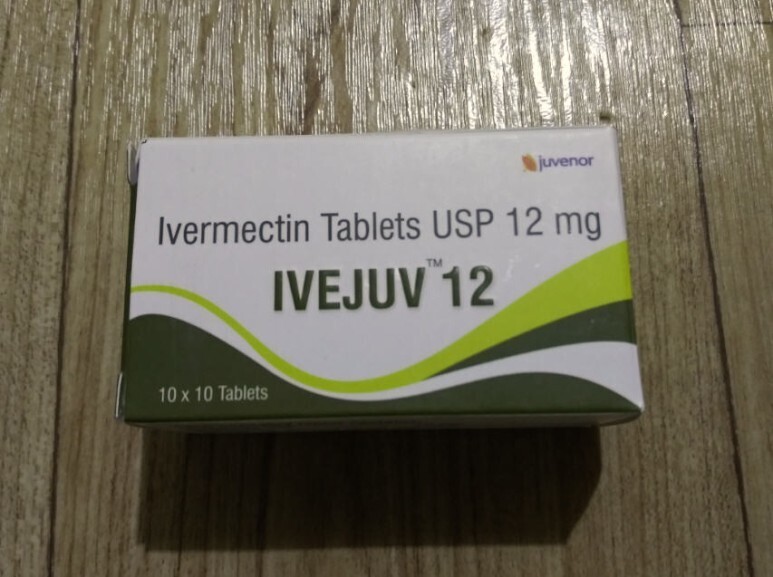 juvenor
Ivermectin Tablets USP 12 mg
IVEJUV™ 12
10 x 10 Tablets